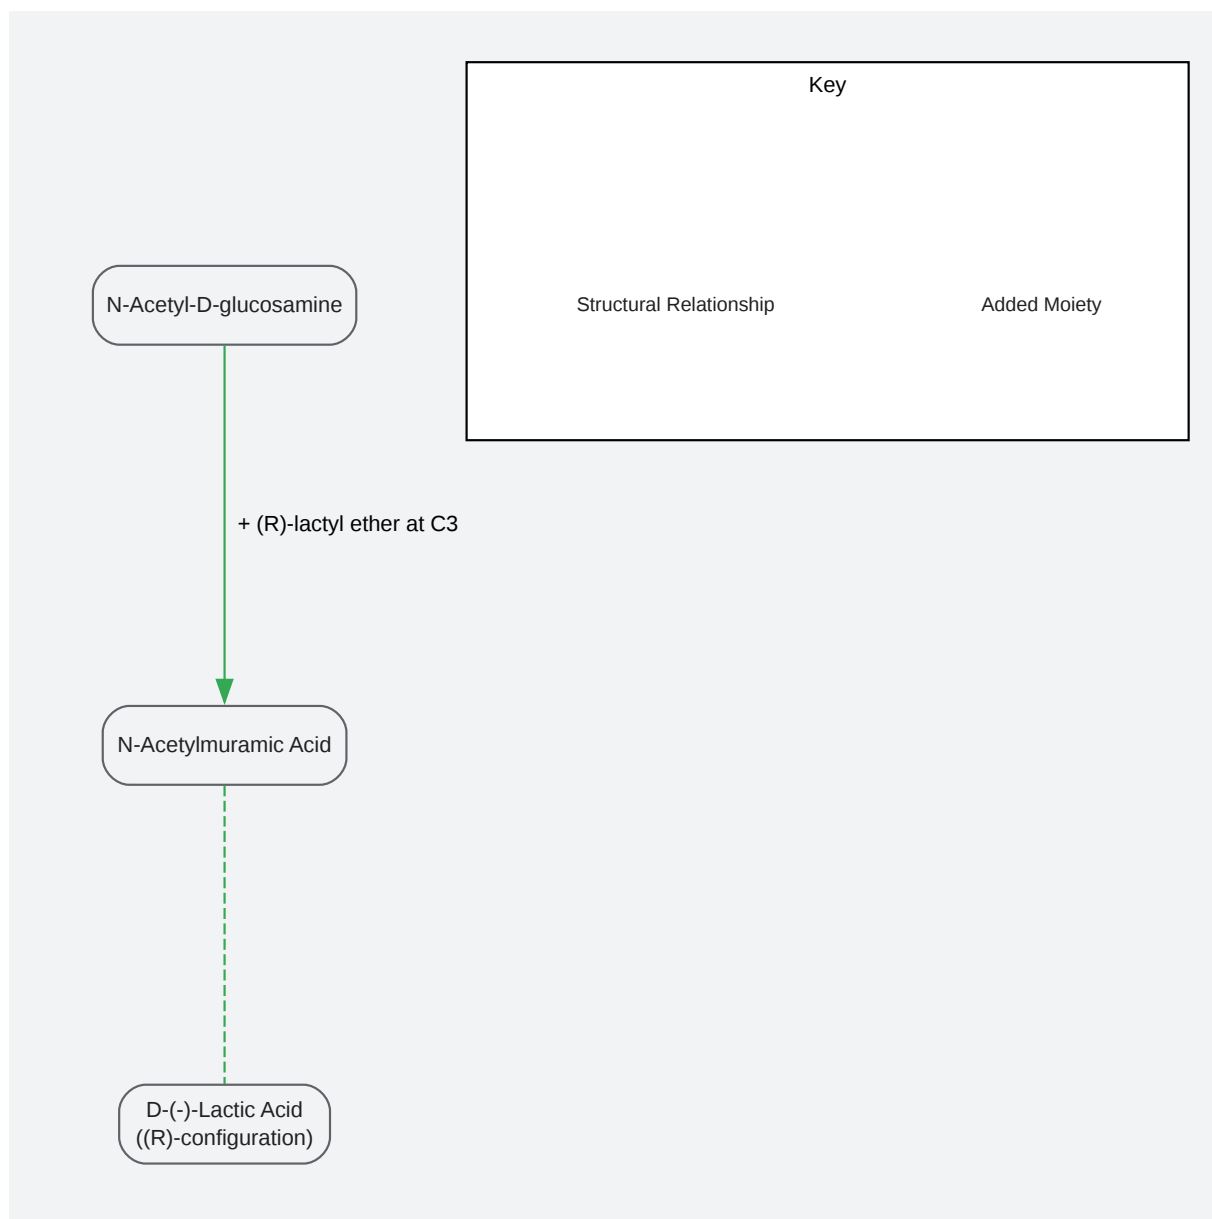 Key
Structural Relationship
Added Moiety
N-Acetyl-D-glucosamine
+ (R)-lactyl ether at C3
N-Acetylmuramic Acid
D-(-)-Lactic Acid
((R)-configuration)